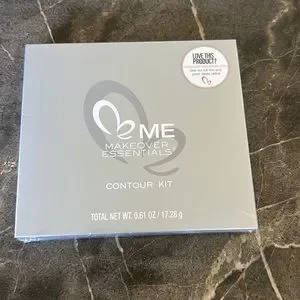 LOVE THIS
PRODUCT?
ME
MAKEOVER
ESSENTIALS®
CONTOUR KIT
TOTAL NET WT. 0.61 OZ / 17.28 g